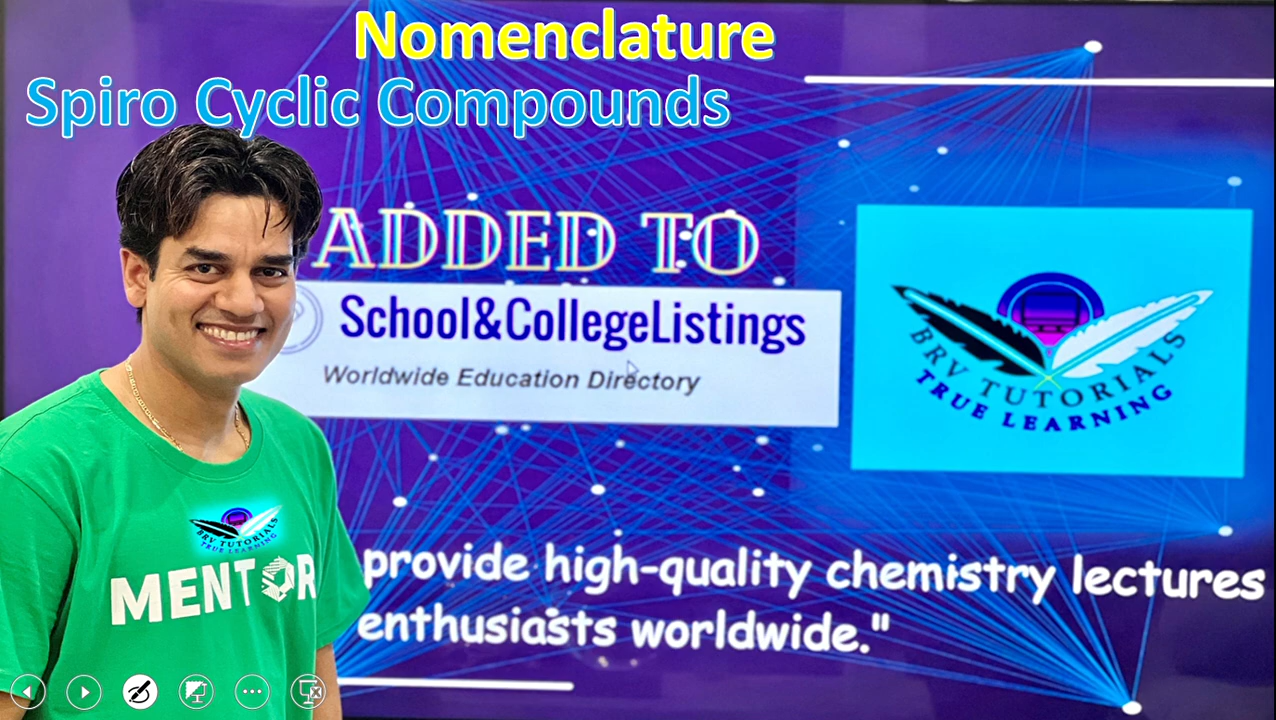 Nomenclature
Spiro Cyclic Compounds
ADDED TO
School&CollegeListings
Worldwide Education Directory
BRV TUTORIALS
TRUE LEARNING
BRV TUTORIALS
TRUE LEARNING
MENTOR
provide high-quality chemistry lectures
enthusiasts worldwide."